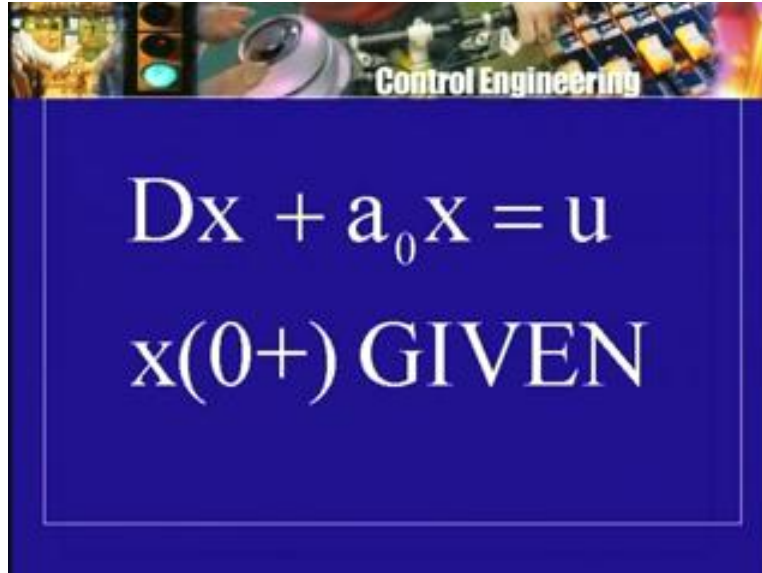 Control Engineering
Dx + a₀x = u
x(0+) GIVEN